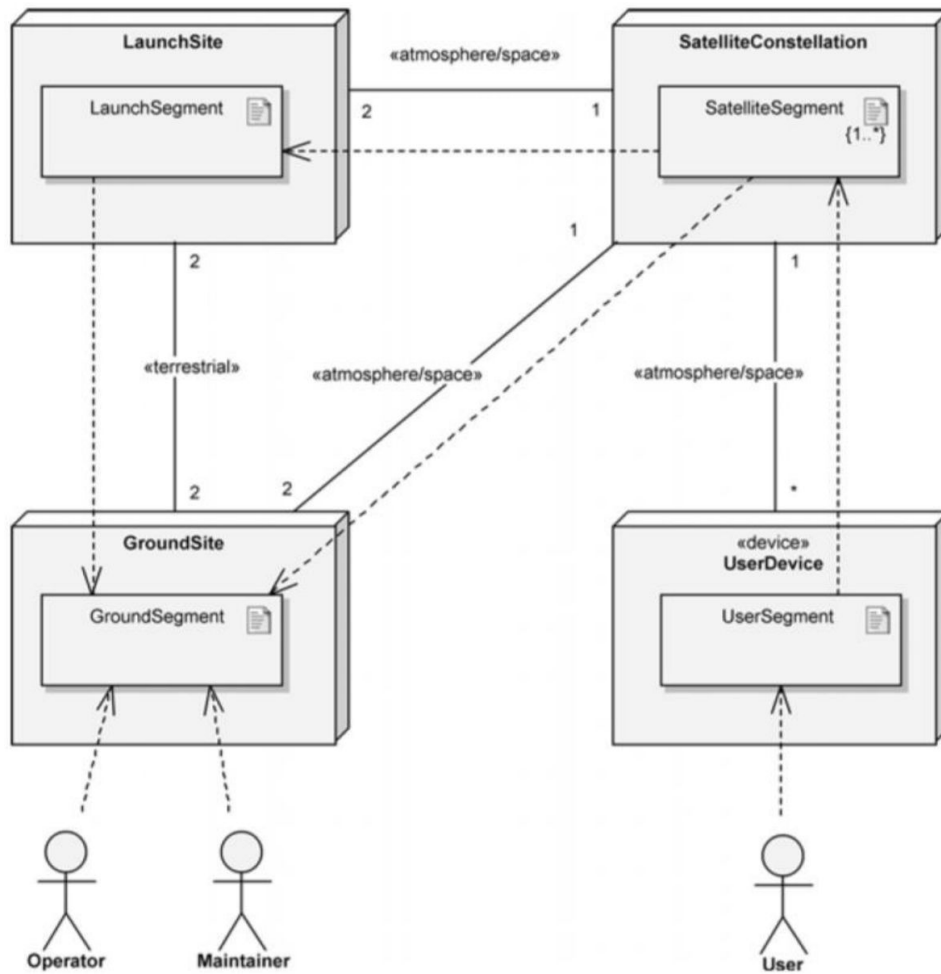 LaunchSite
«atmosphere/space»
SatelliteConstellation
LaunchSegment
SatelliteSegment
{1..*}
2
1
2
1
1
«terrestrial»
«atmosphere/space»
«atmosphere/space»
2
2
*
GroundSite
«device»
UserDevice
GroundSegment
UserSegment
Operator
Maintainer
User